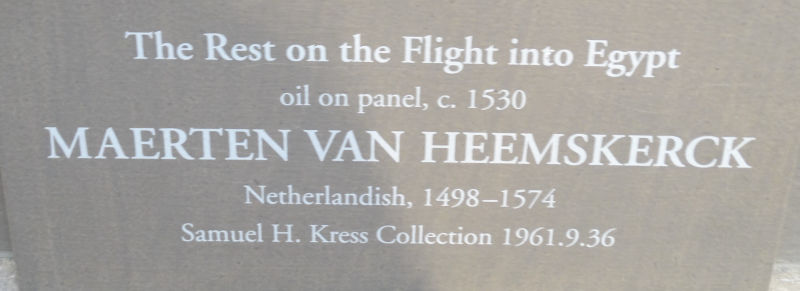 The Rest on the Flight into Egypt
oil on panel, c. 1530
MAERTEN VAN HEEMSKERCK
Netherlandish, 1498–1574
Samuel H. Kress Collection 1961.9.36